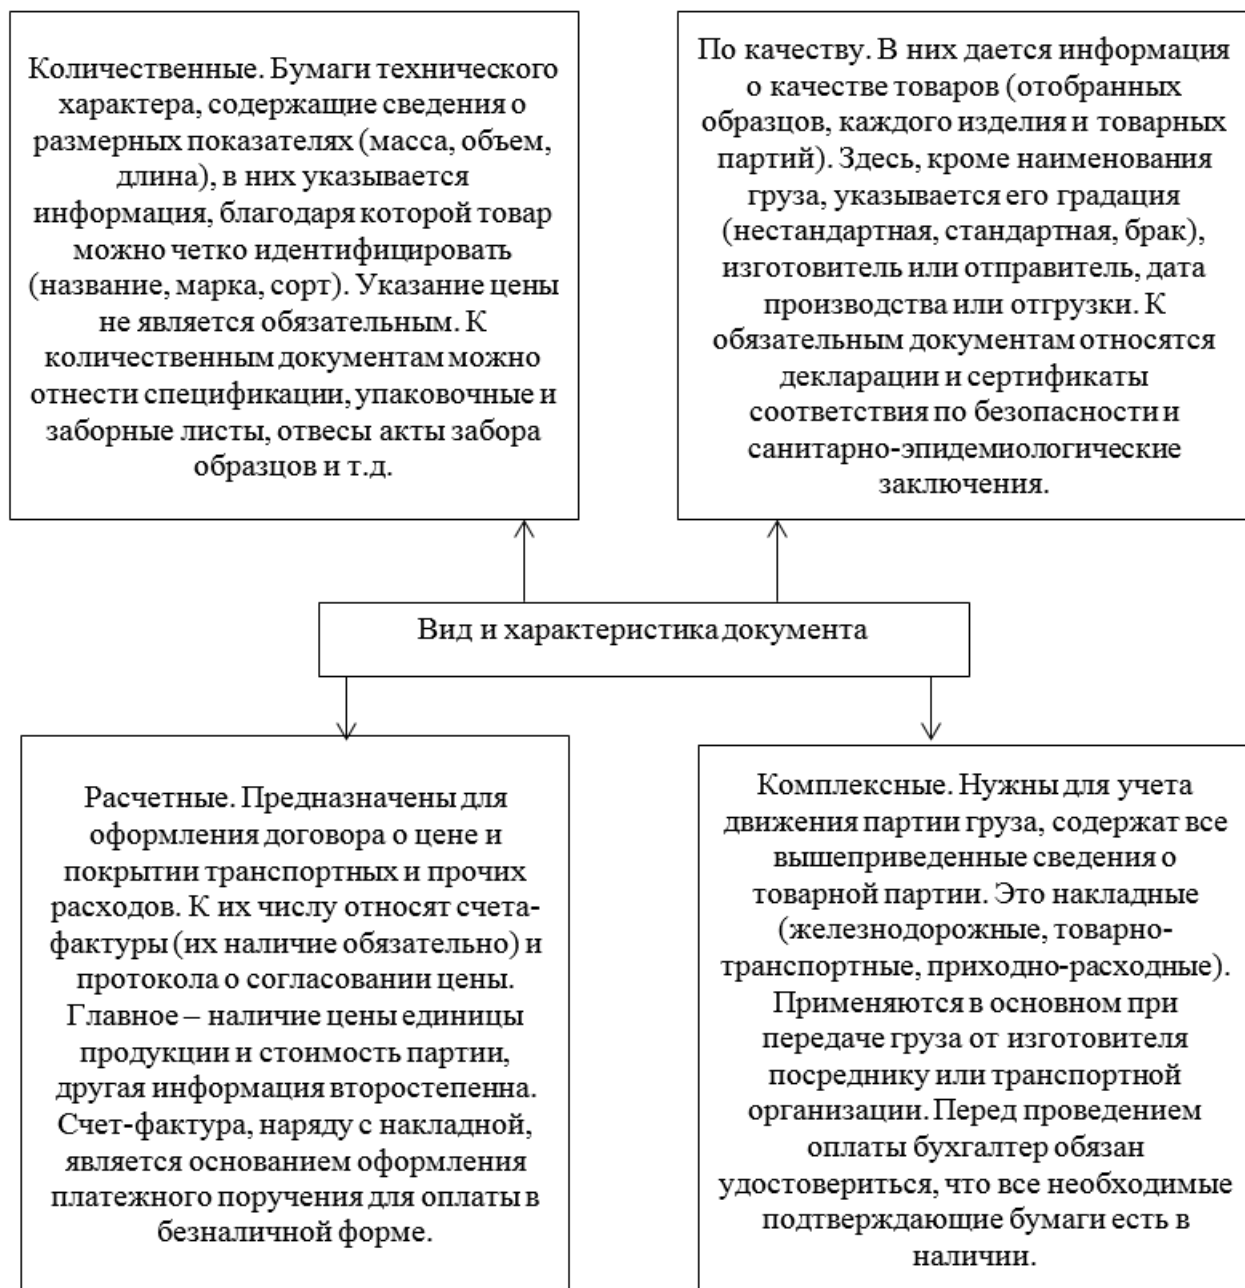 Количественные. Бумаги технического
характера, содержащие сведения о
размерных показателях (масса, объем,
длина), в них указывается
информация, благодаря которой товар
можно четко идентифицировать
(название, марка, сорт). Указание цены
не является обязательным. К
количественным документам можно
отнести спецификации, упаковочные и
заборные листы, отвесы акты забора
образцов и т.д.
По качеству. В них дается информация
о качестве товаров (отобранных
образцов, каждого изделия и товарных
партий). Здесь, кроме наименования
груза, указывается его градация
(нестандартная, стандартная, брак),
изготовитель или отправитель, дата
производства или отгрузки. К
обязательным документам относятся
декларации и сертификаты
соответствия по безопасности и
санитарно-эпидемиологические
заключения.
Вид и характеристика документа
Расчетные. Предназначены для
оформления договора о цене и
покрытии транспортных и прочих
расходов. К их числу относят счета-
фактуры (их наличие обязательно) и
протокола о согласовании цены.
Главное – наличие цены единицы
продукции и стоимость партии,
другая информация второстепенна.
Счет-фактура, наряду с накладной,
является основанием оформления
платежного поручения для оплаты в
безналичной форме.
Комплексные. Нужны для учета
движения партии груза, содержат все
вышеприведенные сведения о
товарной партии. Это накладные
(железнодорожные, товарно-
транспортные, приходно-расходные).
Применяются в основном при
передаче груза от изготовителя
посреднику или транспортной
организации. Перед проведением
оплаты бухгалтер обязан
удостовериться, что все необходимые
подтверждающие бумаги есть в
наличии.